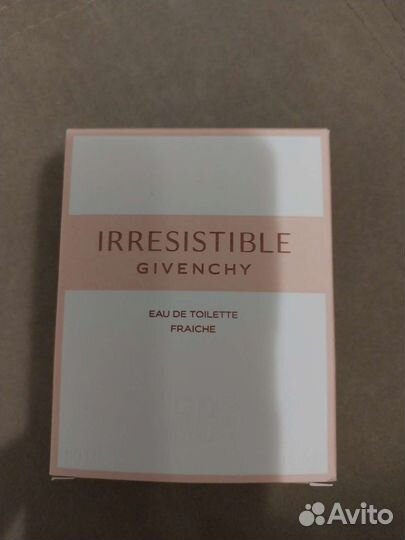 IRRESISTIBLE
GIVENCHY
EAU DE TOILETTE
FRAICHE
Avito